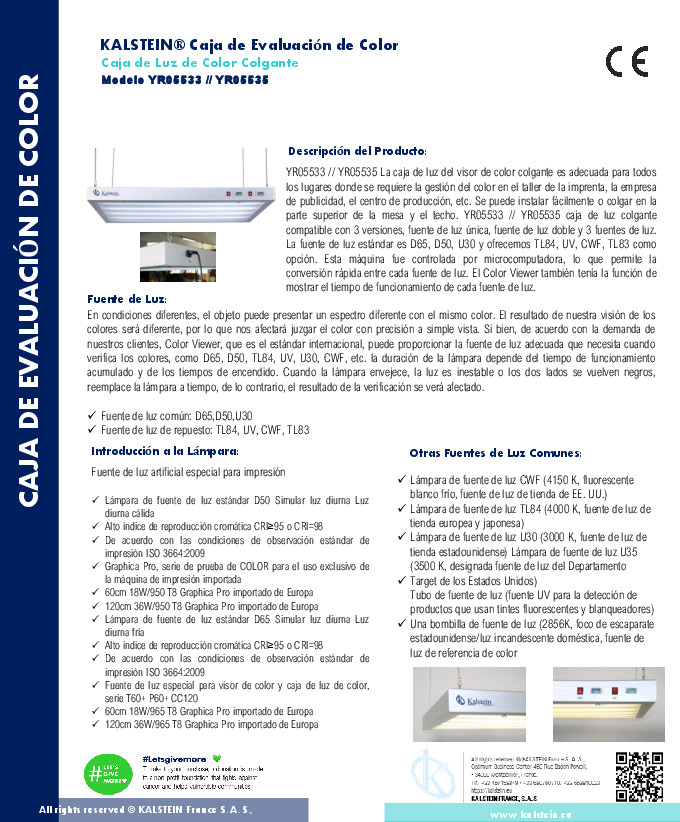 CAJA DE EVALUACIÓN DE COLOR
KALSTEIN® Caja de Evaluación de Color
Caja de Luz de Color Colgante
Modelo YR05533 // YR05535
CE
Descripción del Producto:
YR05533 // YR05535 La caja de luz del visor de color colgante es adecuada para todos
los lugares donde se requiere la gestión del color en el taller de la imprenta, la empresa
de publicidad, el centro de producción, etc. Se puede instalar fácilmente o colgar en la
parte superior de la mesa y el techo. YR05533 // YR05535 caja de luz colgante
compatible con 3 versiones, fuente de luz única, fuente de luz doble y 3 fuentes de luz.
La fuente de luz estándar es D65, D50, U30 y ofrecemos TL84, UV, CWF, TL83 como
opción. Esta máquina fue controlada por microcomputadora, lo que permite la
conversión rápida entre cada fuente de luz. El Color Viewer también tenía la función de
mostrar el tiempo de funcionamiento de cada fuente de luz.
Kalstein
Fuente de Luz:
En condiciones diferentes, el objeto puede presentar un espectro diferente con el mismo color. El resultado de nuestra visión de los
colores será diferente, por lo que nos afectará juzgar el color con precisión a simple vista. Si bien, de acuerdo con la demanda de
nuestros clientes, Color Viewer, que es el estándar internacional, puede proporcionar la fuente de luz adecuada que necesita cuando
verifica los colores, como D65, D50, TL84, UV, U30, CWF, etc. la duración de la lámpara depende del tiempo de funcionamiento
acumulado y de los tiempos de encendido. Cuando la lámpara envejece, la luz es inestable o los dos lados se vuelven negros,
reemplace la lámpara a tiempo, de lo contrario, el resultado de la verificación se verá afectado.
✓ Fuente de luz común: D65,D50,U30
✓ Fuente de luz de repuesto: TL84, UV, CWF, TL83
Introducción a la Lámpara:
Fuente de luz artificial especial para impresión
✓ Lámpara de fuente de luz estándar D50 Simular luz diurna Luz
diurna cálida
✓ Alto índice de reproducción cromática CRI≥95 o CRI=98
✓ De acuerdo con las condiciones de observación estándar de
impresión ISO 3664:2009
✓ Graphica Pro, serie de prueba de COLOR para el uso exclusivo de
la máquina de impresión importada
✓ 60cm 18W/950 T8 Graphica Pro importado de Europa
✓ 120cm 36W/950 T8 Graphica Pro importado de Europa
✓ Lámpara de fuente de luz estándar D65 Simular luz diurna Luz
diurna fría
✓ Alto índice de reproducción cromática CRI≥95 o CRI=98
✓ De acuerdo con las condiciones de observación estándar de
impresión ISO 3664:2009
✓ Fuente de luz especial para visor de color y caja de luz de color,
serie T60+ P60+ CC120
✓ 60cm 18W/965 T8 Graphica Pro importado de Europa
✓ 120cm 36W/965 T8 Graphica Pro importado de Europa
Otras Fuentes de Luz Comunes:
✓ Lámpara de fuente de luz CWF (4150 K, fluorescente
blanco frío, fuente de luz de tienda de EE. UU.)
✓ Lámpara de fuente de luz TL84 (4000 K, fuente de luz de
tienda europea y japonesa)
✓ Lámpara de fuente de luz U30 (3000 K, fuente de luz de
tienda estadounidense) Lámpara de fuente de luz U35
(3500 K, designada fuente de luz del Departamento
✓ Target de los Estados Unidos)
Tubo de fuente de luz (fuente UV para la detección de
productos que usan tintes fluorescentes y blanqueadores)
✓ Una bombilla de fuente de luz (2856K, foco de escaparate
estadounidense/luz incandescente doméstica, fuente de
luz de referencia de color
Kalstein
# LET'S
GIVE
MORE
#Letsgivemore
All rights reserved © KALSTEIN France S.A.S.,
https://kalstein.eu
KALSTEIN FRANCE, S.A.S
All rights reserved © KALSTEIN France S.A.S.,
www.kalstein.eu